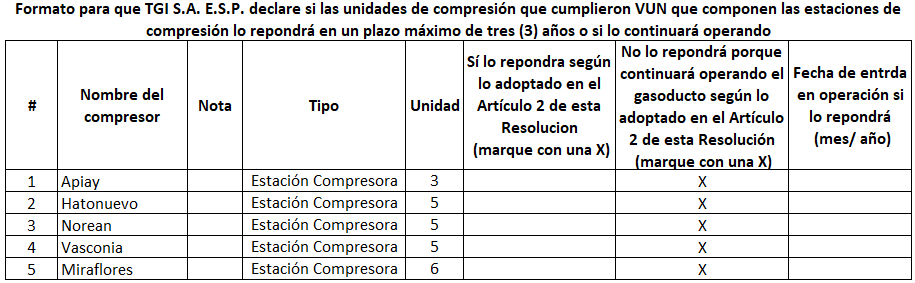 Formato para que TGI S.A. E.S.P. declare si las unidades de compresión que cumplieron VUN que componen las estaciones de
compresión lo repondrá en un plazo máximo de tres (3) años o si lo continuará operando
# Nombre del compresor Nota Tipo Unidad Sí lo repondra según lo adoptado en el Artículo 2 de esta Resolucion (marque con una X) No lo repondrá porque continuará operando el gasoducto según lo adoptado en el Artículo 2 de esta Resolución (marque con una X) Fecha de entrda en operación si lo repondrá (mes/ año)
1 Apiay Estación Compresora 3 X
2 Hatonuevo Estación Compresora 5 X
3 Norean Estación Compresora 5 X
4 Vasconia Estación Compresora 5 X
5 Miraflores Estación Compresora 6 X